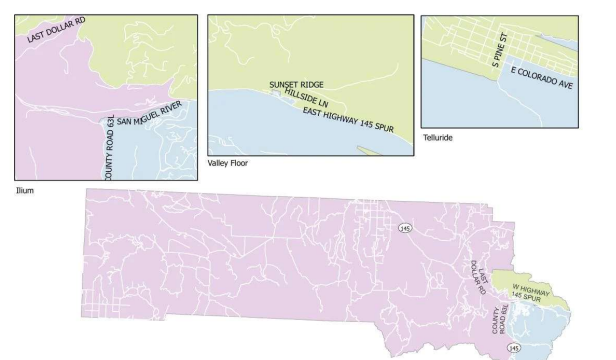 LAST DOLLAR RD
SAN MIGUEL RIVER
COUNTY ROAD 63L
Ilium
SUNSET RIDGE
HILLSIDE LN
EAST HIGHWAY 145 SPUR
Valley Floor
S PINE ST
E COLORADO AVE
Telluride
145
LAST
DOLLAR RD
W HIGHWAY
145 SPUR
COUNTY
ROAD 63L
145